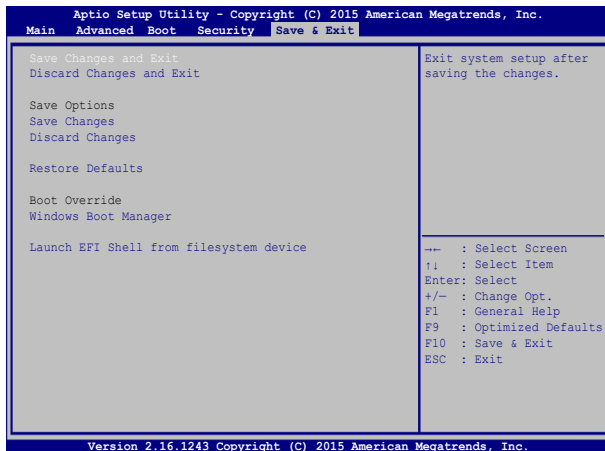 Aptio Setup Utility - Copyright (C) 2015 American Megatrends, Inc.
Main Advanced Boot Security Save & Exit
Save Changes and Exit
Discard Changes and Exit
Save Options
Save Changes
Discard Changes
Restore Defaults
Boot Override
Windows Boot Manager
Launch EFI Shell from filesystem device
Exit system setup after
saving the changes.
→← : Select Screen
↑↓ : Select Item
Enter: Select
+/— : Change Opt.
F1 : General Help
F9 : Optimized Defaults
F10 : Save & Exit
ESC : Exit
Version 2.16.1243 Copyright (C) 2015 American Megatrends, Inc.